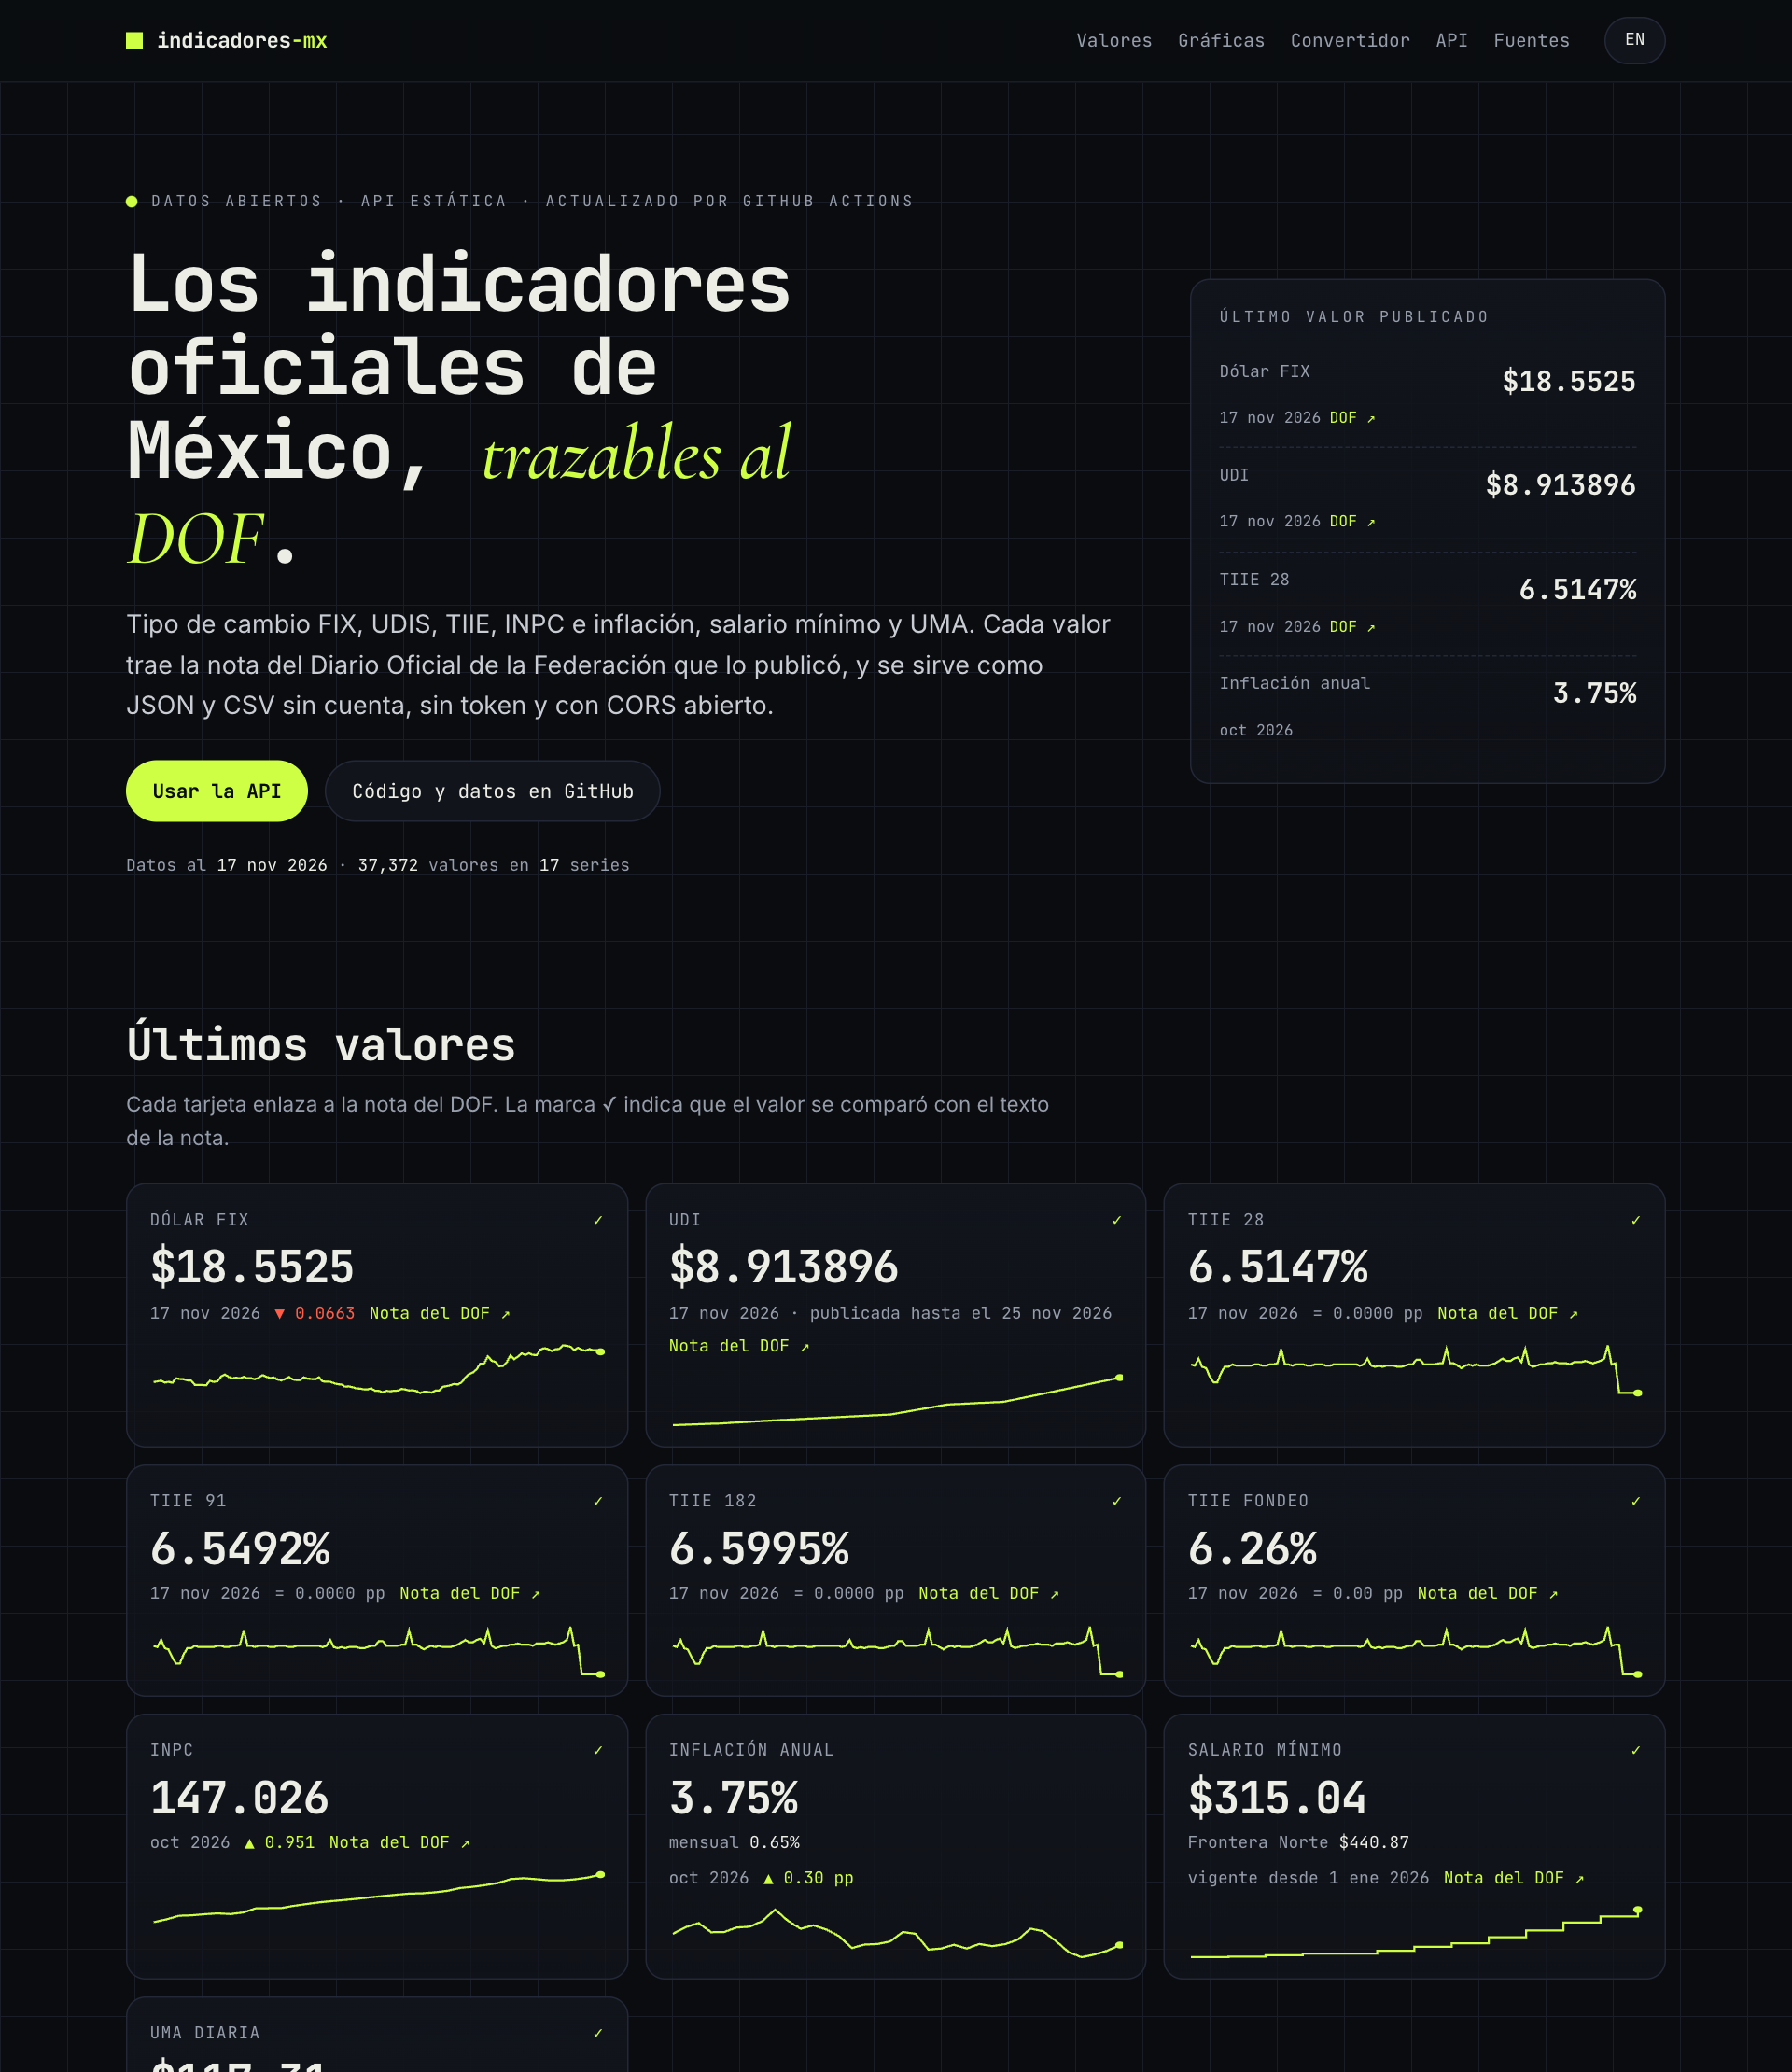 indicadores-mx
Valores Gráficas Convertidor API Fuentes EN
DATOS ABIERTOS · API ESTÁTICA · ACTUALIZADO POR GITHUB ACTIONS
Los indicadores
oficiales de
México, trazables al
DOF.
Tipo de cambio FIX, UDIS, TIIE, INPC e inflación, salario mínimo y UMA. Cada valor
trae la nota del Diario Oficial de la Federación que lo publicó, y se sirve como
JSON y CSV sin cuenta, sin token y con CORS abierto.
Usar la API
Código y datos en GitHub
Datos al 17 nov 2026 · 37,372 valores en 17 series
ÚLTIMO VALOR PUBLICADO
Dólar FIX $18.5525
17 nov 2026 DOF ↗
UDI $8.913896
17 nov 2026 DOF ↗
TIIE 28 6.5147%
17 nov 2026 DOF ↗
Inflación anual 3.75%
oct 2026
Últimos valores
Cada tarjeta enlaza a la nota del DOF. La marca ✓ indica que el valor se comparó con el texto
de la nota.
DÓLAR FIX ✓
$18.5525
17 nov 2026 ▼ 0.0663 Nota del DOF ↗
UDI ✓
$8.913896
17 nov 2026 · publicada hasta el 25 nov 2026
Nota del DOF ↗
TIIE 28 ✓
6.5147%
17 nov 2026 = 0.0000 pp Nota del DOF ↗
TIIE 91 ✓
6.5492%
17 nov 2026 = 0.0000 pp Nota del DOF ↗
TIIE 182 ✓
6.5995%
17 nov 2026 = 0.0000 pp Nota del DOF ↗
TIIE FONDEO ✓
6.26%
17 nov 2026 = 0.00 pp Nota del DOF ↗
INPC ✓
147.026
oct 2026 ▲ 0.951 Nota del DOF ↗
INFLACIÓN ANUAL
3.75%
mensual 0.65%
oct 2026 ▲ 0.30 pp
SALARIO MÍNIMO ✓
$315.04
Frontera Norte $440.87
vigente desde 1 ene 2026 Nota del DOF ↗
UMA DIARIA ✓
$117.31